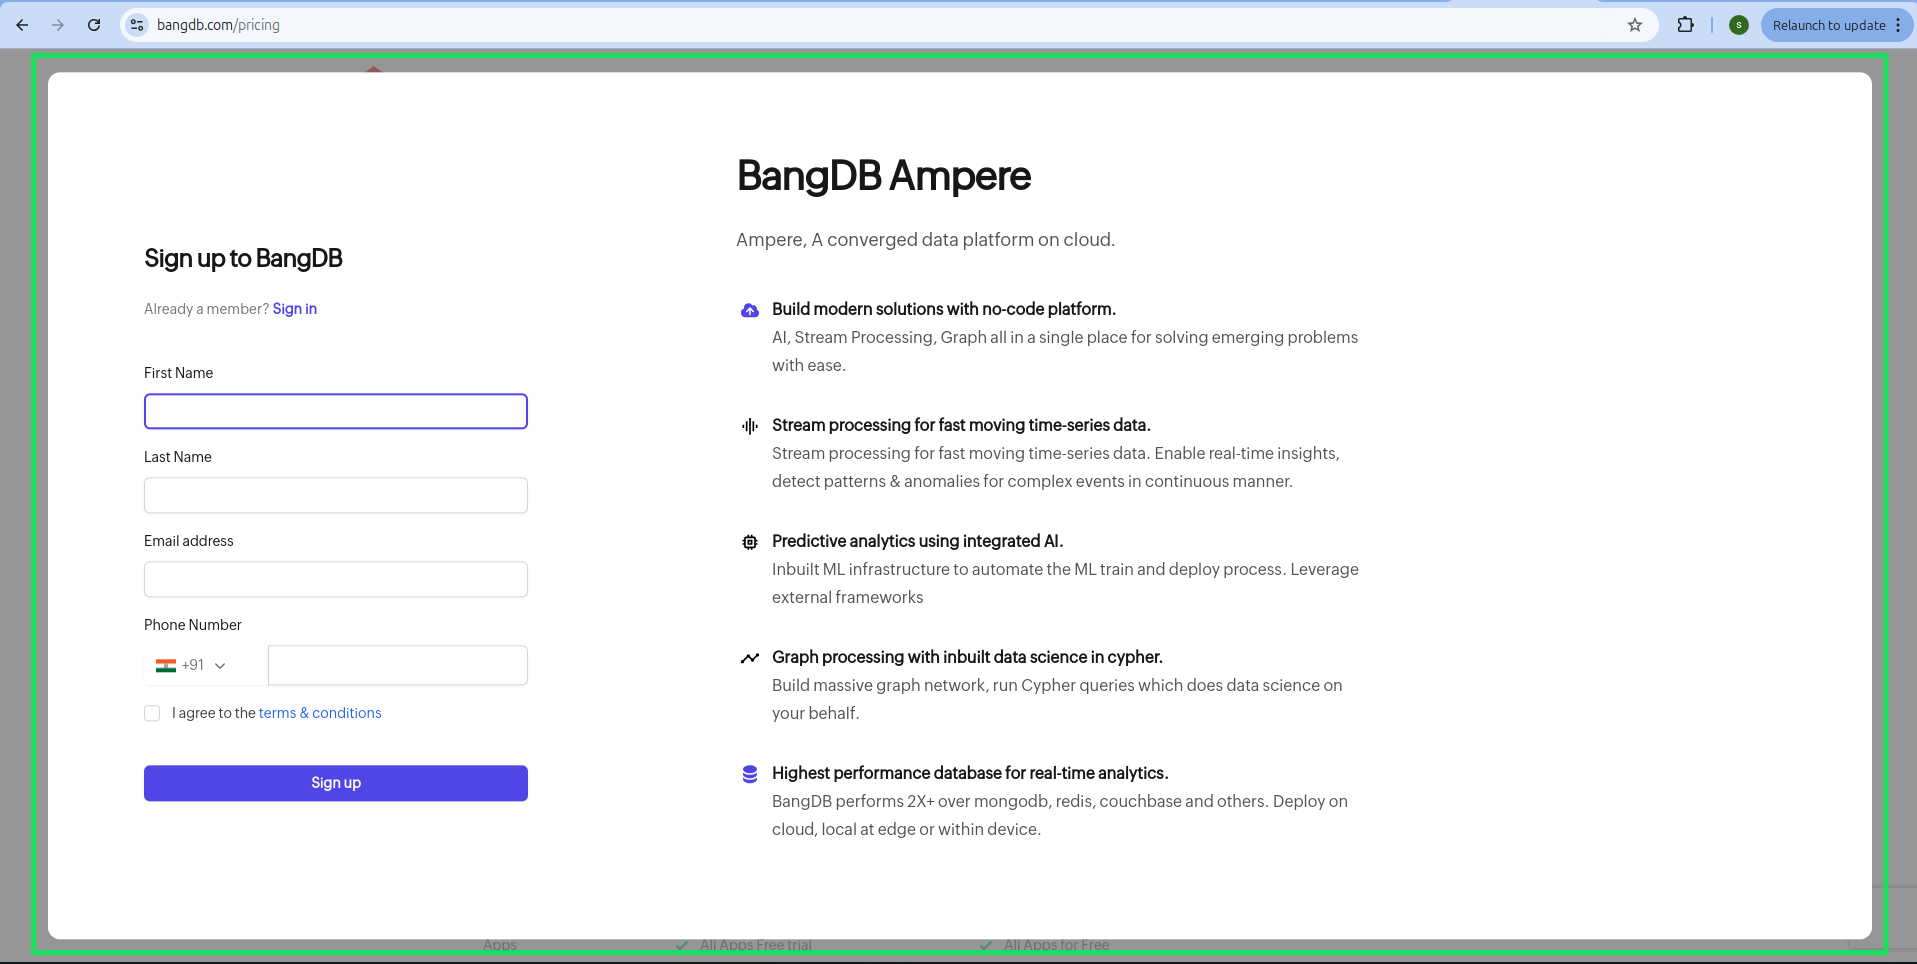 bangdb.com/pricing
S
Relaunch to update
Sign up to BangDB
Already a member? Sign in
First Name
Last Name
Email address
Phone Number
+91
I agree to the terms & conditions
Sign up
BangDB Ampere
Ampere, A converged data platform on cloud.
Build modern solutions with no-code platform.
AI, Stream Processing, Graph all in a single place for solving emerging problems
with ease.
Stream processing for fast moving time-series data.
Stream processing for fast moving time-series data. Enable real-time insights,
detect patterns & anomalies for complex events in continuous manner.
Predictive analytics using integrated AI.
Inbuilt ML infrastructure to automate the ML train and deploy process. Leverage
external frameworks
Graph processing with inbuilt data science in cypher.
Build massive graph network, run Cypher queries which does data science on
your behalf.
Highest performance database for real-time analytics.
BangDB performs 2X+ over mongodb, redis, couchbase and others. Deploy on
cloud, local at edge or within device.
Apps
All Apps Free trial
All Apps for Free